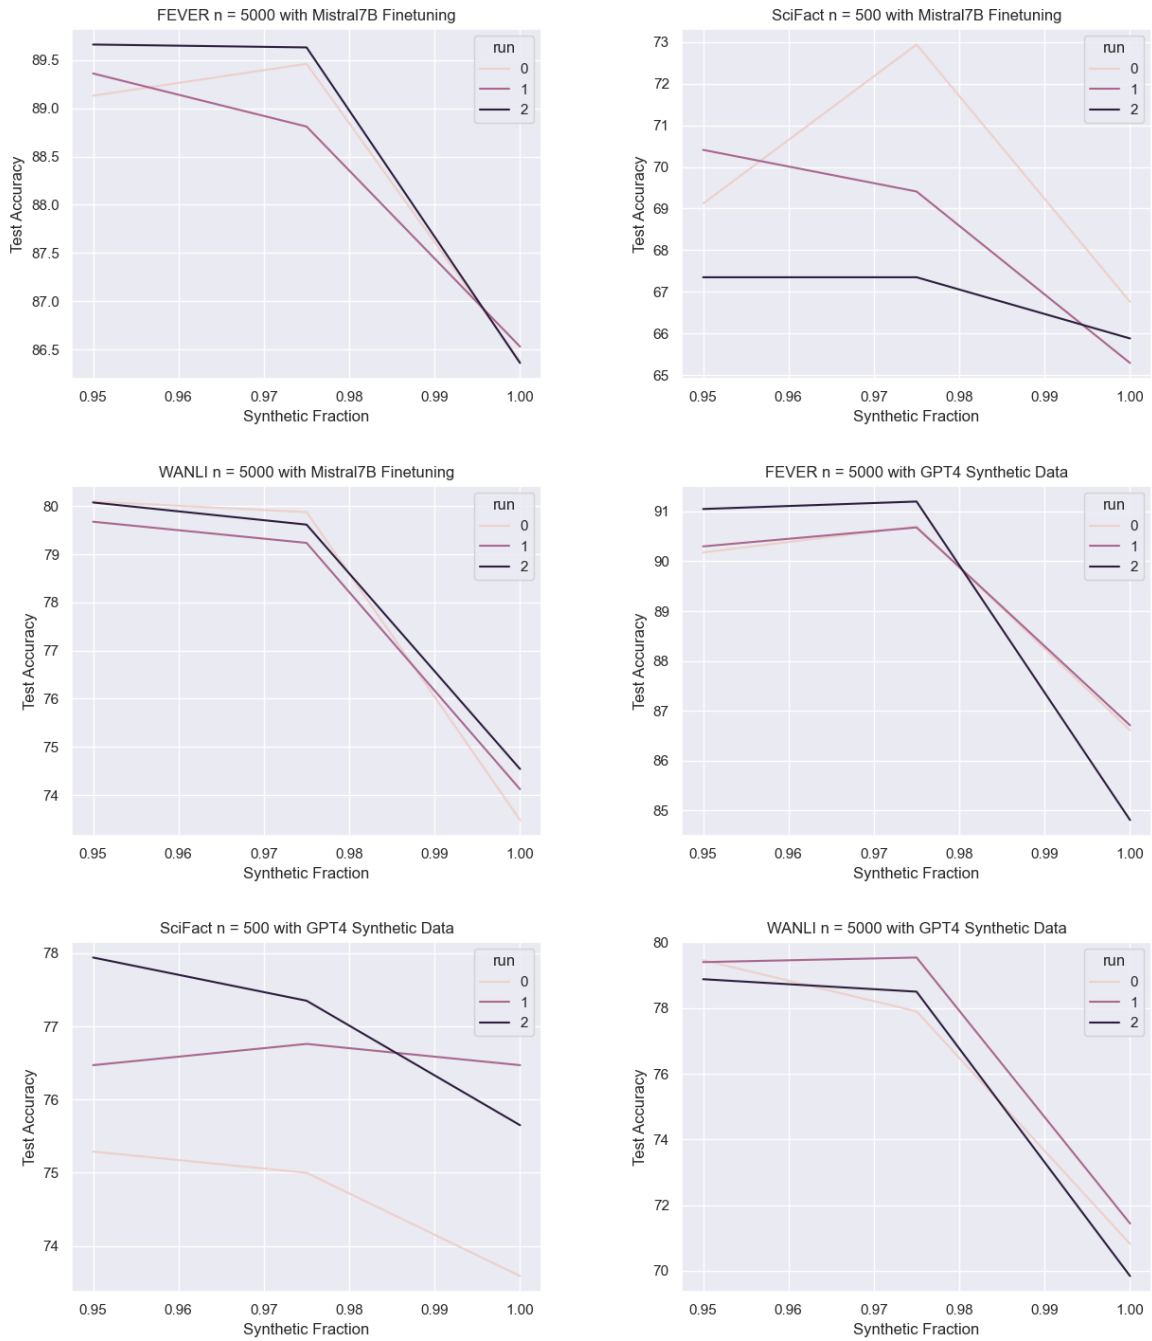 FEVER n = 5000 with Mistral7B Finetuning
Test Accuracy
89.5
89.0
88.5
88.0
87.5
87.0
86.5
run
0
1
2
0.95 0.96 0.97 0.98 0.99 1.00
Synthetic Fraction
SciFact n = 500 with Mistral7B Finetuning
Test Accuracy
73
72
71
70
69
68
67
66
65
run
0
1
2
0.95 0.96 0.97 0.98 0.99 1.00
Synthetic Fraction
WANLI n = 5000 with Mistral7B Finetuning
Test Accuracy
80
79
78
77
76
75
74
run
0
1
2
0.95 0.96 0.97 0.98 0.99 1.00
Synthetic Fraction
FEVER n = 5000 with GPT4 Synthetic Data
Test Accuracy
91
90
89
88
87
86
85
run
0
1
2
0.95 0.96 0.97 0.98 0.99 1.00
Synthetic Fraction
SciFact n = 500 with GPT4 Synthetic Data
Test Accuracy
78
77
76
75
74
run
0
1
2
0.95 0.96 0.97 0.98 0.99 1.00
Synthetic Fraction
WANLI n = 5000 with GPT4 Synthetic Data
Test Accuracy
80
78
76
74
72
70
run
0
1
2
0.95 0.96 0.97 0.98 0.99 1.00
Synthetic Fraction